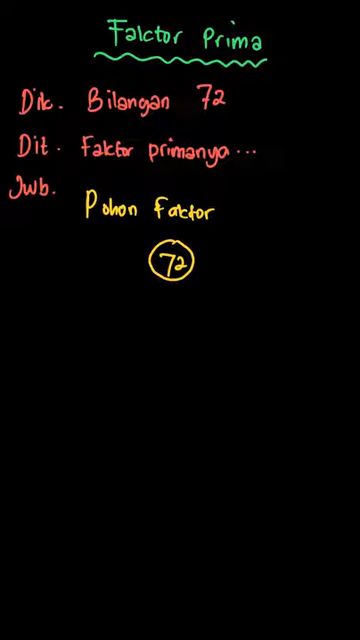 Faktor Prima
Dik. Bilangan 72
Dit. Faktor primanya ...
Jwb.
Pohon Faktor
72